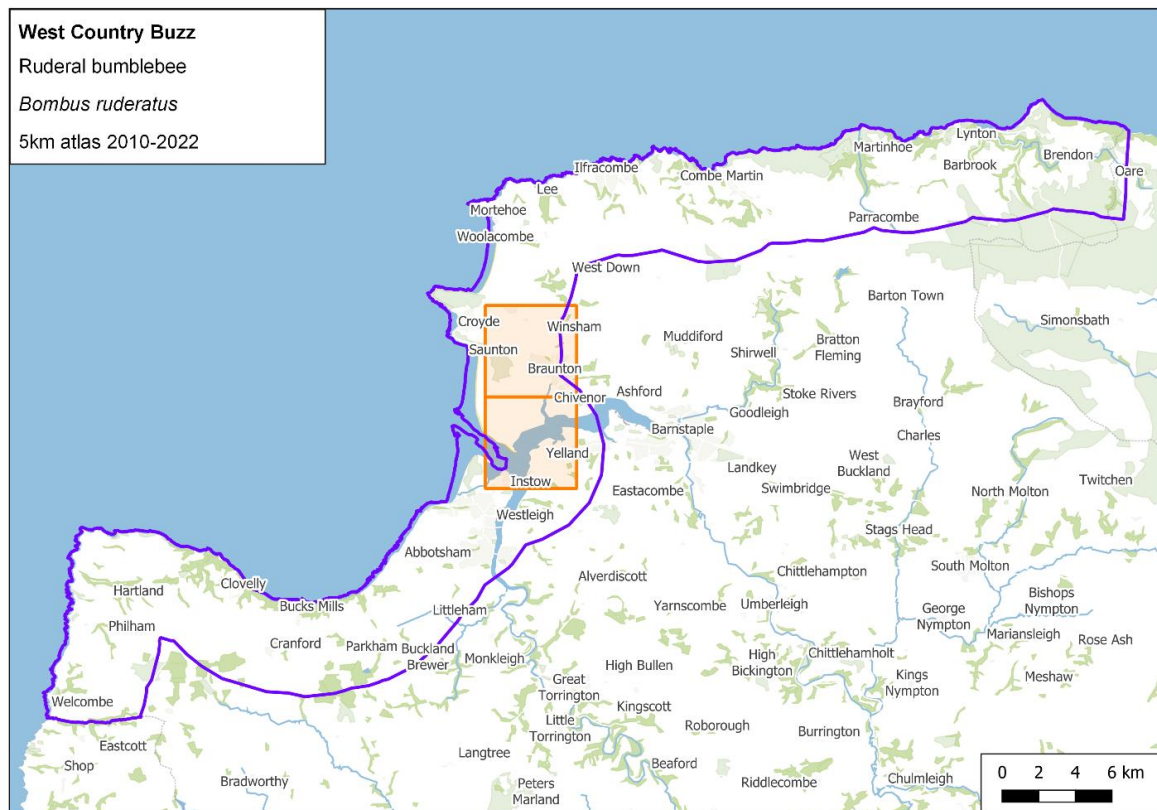 West Country Buzz
Ruderal bumblebee
Bombus ruderatus
5km atlas 2010-2022
Lynton
Martinhoe
Brendon
Barbrook
Oare
Ilfracombe
Combe Martin
Lee
Mortehoe
Parracombe
Woolacombe
West Down
Barton Town
Croyde
Winsham
Simonsbath
Muddiford
Bratton
Fleming
Saunton
Shirwell
Braunton
Ashford
Stoke Rivers
Chivenor
Brayford
Goodleigh
Barnstaple
Charles
Yelland
West
Buckland
Landkey
Instow
Eastacombe
Swimbridge
North Molton
Twitchen
Westleigh
Stags Head
Abbotsham
South Molton
Clovelly
Alverdiscott
Chittlehampton
Hartland
Bishops
Nympton
Bucks Mills
Littleham
Yarnscombe
Umberleigh
George
Nympton
Philham
Mariansleigh
Rose Ash
Cranford
Parkham
Buckland
Brewer
Monkleigh
High Bullen
High
Bickington
Chittlehamholt
Kings
Nympton
Meshaw
Great
Torrington
Welcombe
Kingscott
Little
Torrington
Roborough
Burrington
Eastcott
Shop
Langtree
Beaford
Bradworthy
Peters
Marland
Riddlecombe
Chulmleigh
0 2 4 6 km